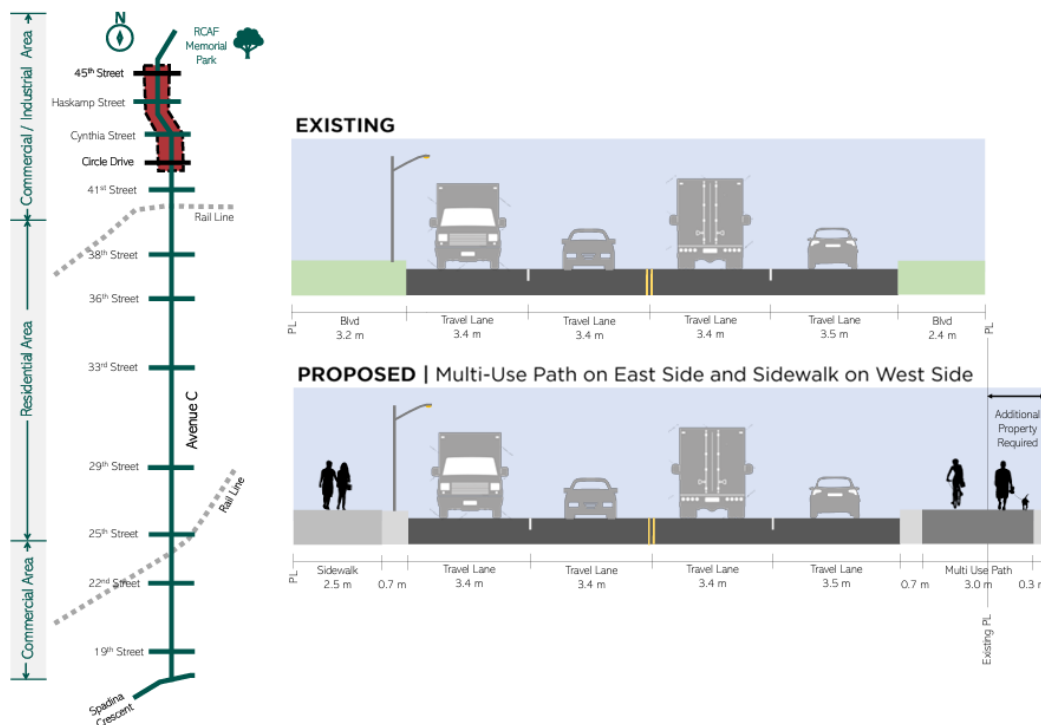 Commercial/ Industrial Area
Residential Area
Commercial Area
N
RCAF
Memorial
Park
45th Street
Haskamp Street
Cynthia Street
Circle Drive
41st Street
Rail Line
38th Street
36th Street
33rd Street
Avenue C
29th Street
Rail Line
25th Street
22nd Street
19th Street
Spadina
Crescent
EXISTING
PL
Blvd
3.2 m
Travel Lane
3.4 m
Travel Lane
3.4 m
Travel Lane
3.4 m
Travel Lane
3.5 m
Blvd
2.4 m
PL
PROPOSED | Multi-Use Path on East Side and Sidewalk on West Side
Additional
Property
Required
PL
Sidewalk
2.5 m
0.7 m
Travel Lane
3.4 m
Travel Lane
3.4 m
Travel Lane
3.4 m
Travel Lane
3.5 m
0.7 m
Multi Use Path
3.0 m
0.3 m
Existing PL